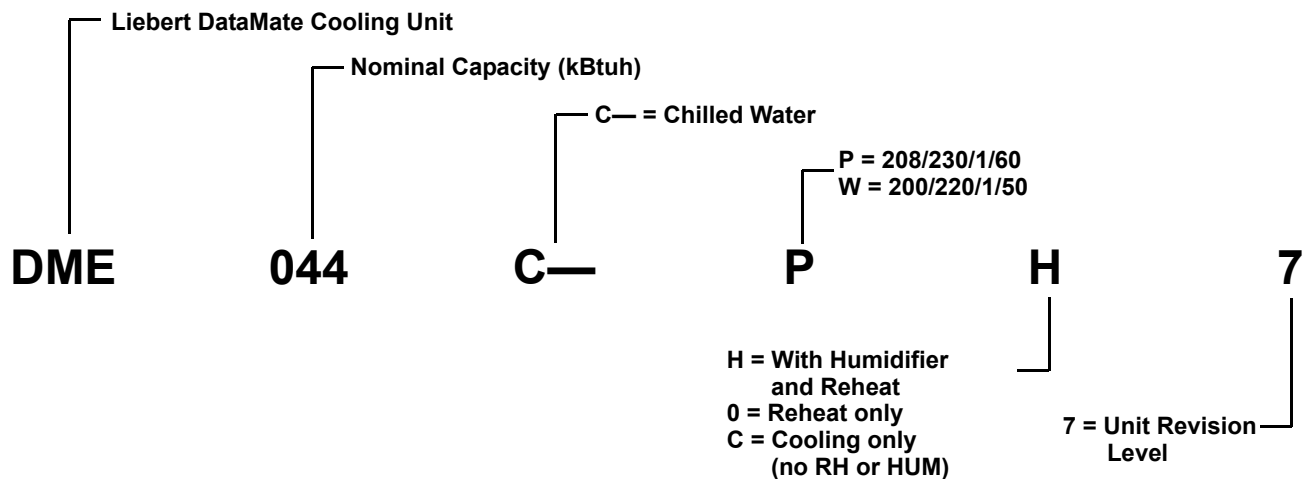 Liebert DataMate Cooling Unit
Nominal Capacity (kBtuh)
C— = Chilled Water
P = 208/230/1/60
W = 200/220/1/50
DME 044 C— P H 7
H = With Humidifier
and Reheat
0 = Reheat only
C = Cooling only
(no RH or HUM)
7 = Unit Revision
Level